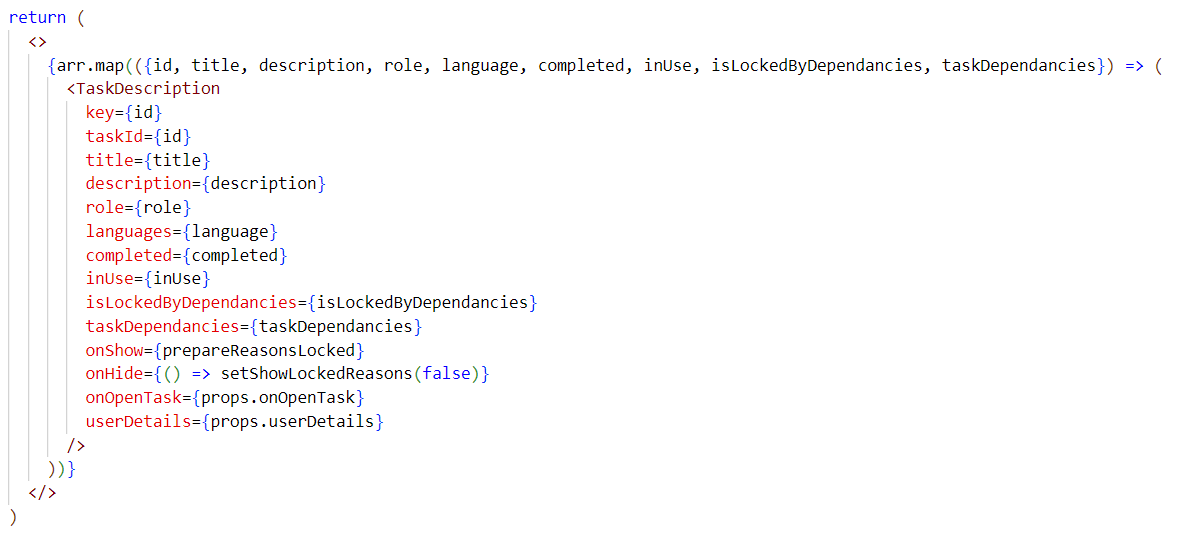 return (
<>
{arr.map(({id, title, description, role, language, completed, inUse, isLockedByDependancies, taskDependancies}) => (
<TaskDescription
key={id}
taskId={id}
title={title}
description={description}
role={role}
languages={language}
completed={completed}
inUse={inUse}
isLockedByDependancies={isLockedByDependancies}
taskDependancies={taskDependancies}
onShow={prepareReasonsLocked}
onHide={() => setShowLockedReasons(false)}
onOpenTask={props.onOpenTask}
userDetails={props.userDetails}
/>
))}
</>
)